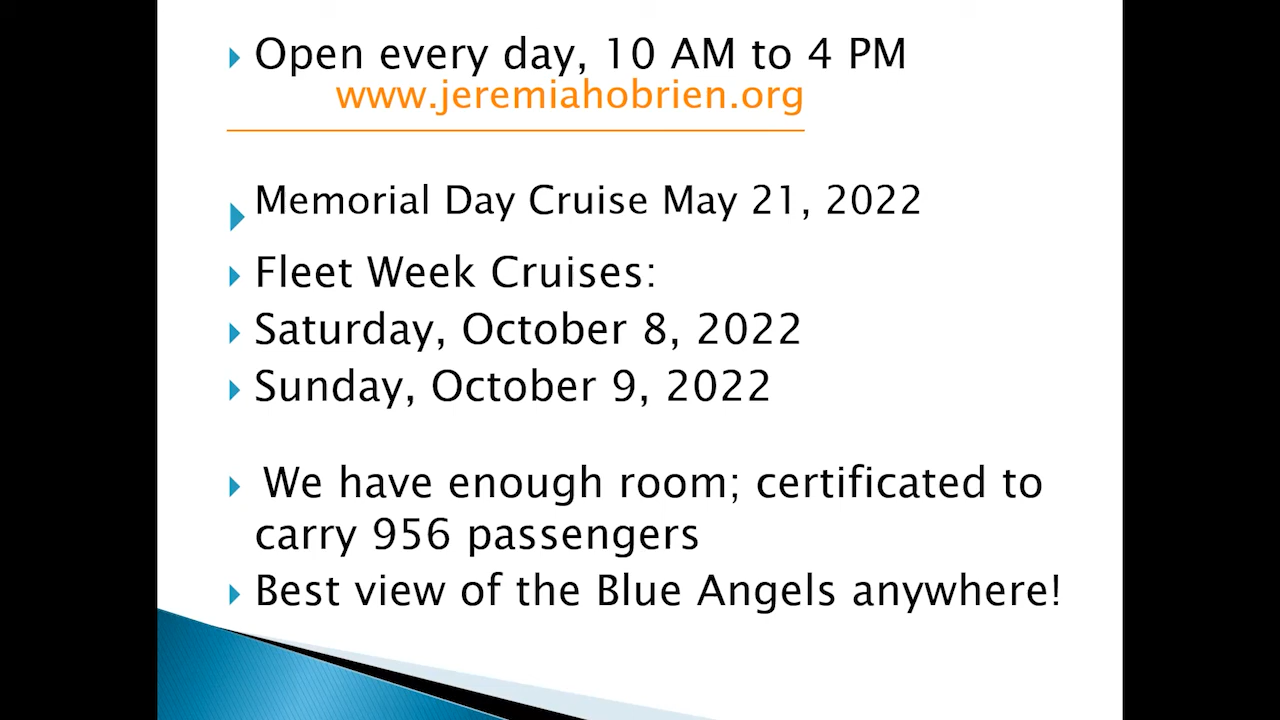 Open every day, 10 AM to 4 PM
www.jeremiahobrien.org
Memorial Day Cruise May 21, 2022
Fleet Week Cruises:
Saturday, October 8, 2022
Sunday, October 9, 2022
We have enough room; certificated to
carry 956 passengers
Best view of the Blue Angels anywhere!